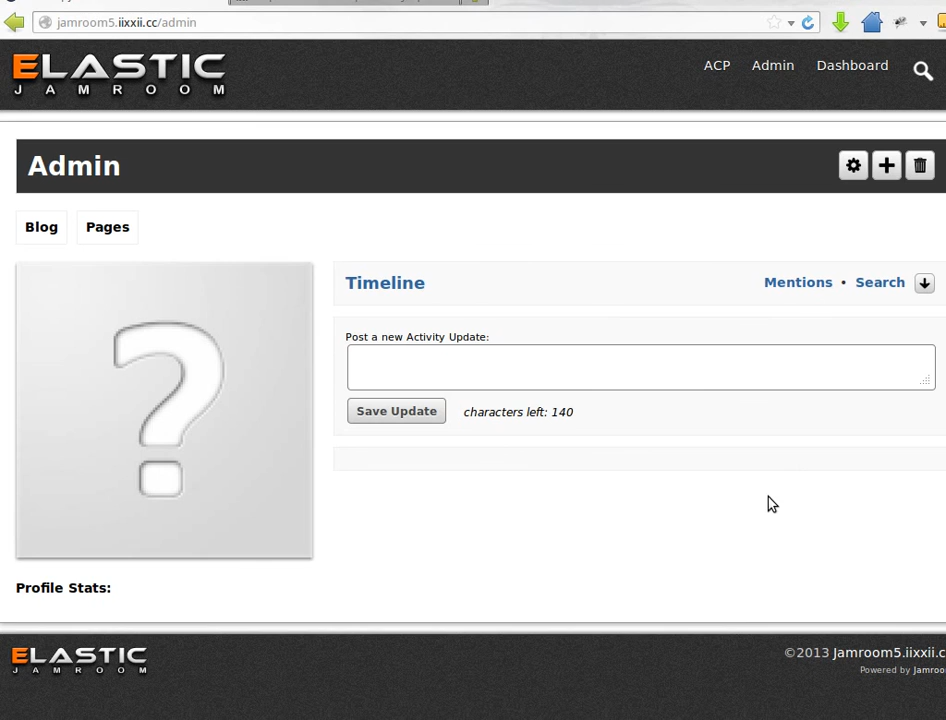 jamroom5.iixxii.cc/admin
ELASTIC
JAMROOM
ACP Admin Dashboard
Admin
Blog Pages
Timeline
Mentions • Search
Post a new Activity Update:
Save Update characters left: 140
Profile Stats:
ELASTIC
JAMROOM
©2013 Jamroom5.iixxii.c
Powered by Jamroo